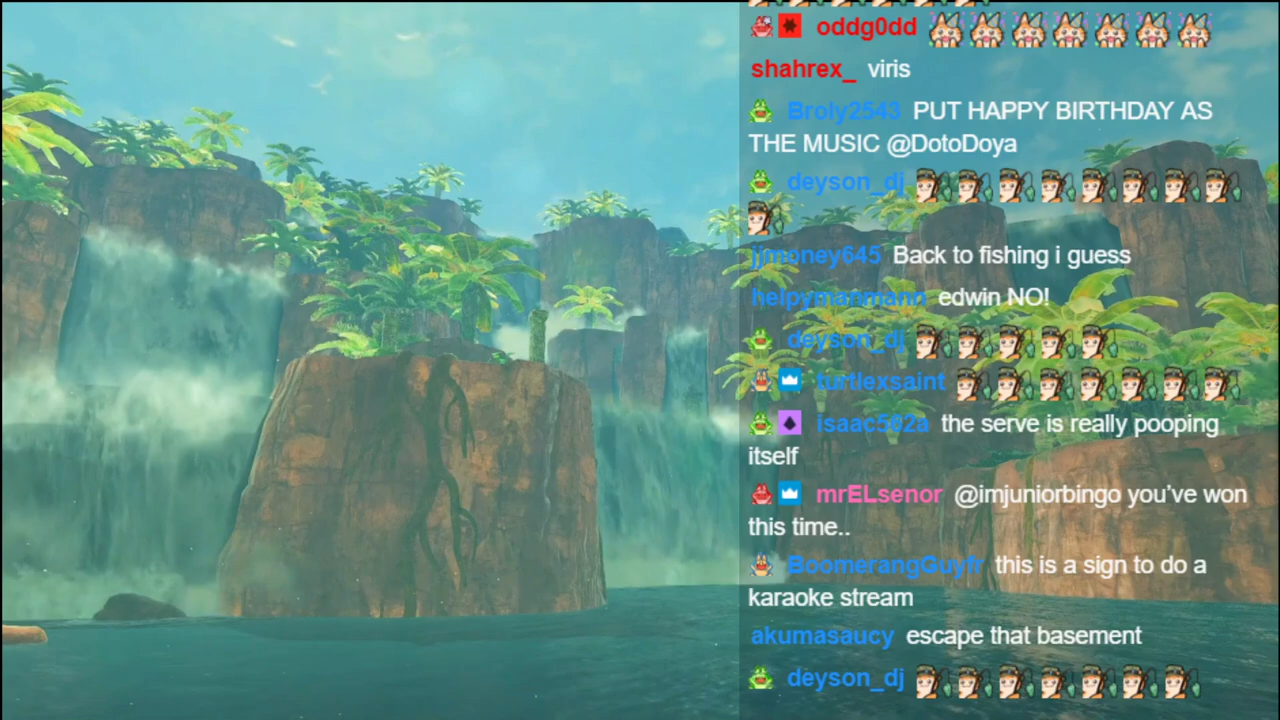 oddg0dd
shahrex_ viris
Broly2543 PUT HAPPY BIRTHDAY AS
THE MUSIC @DotoDoya
deyson_dj
jjmoney645 Back to fishing i guess
helpymanmann edwin NO!
deyson_dj
turtlexsaint
isaac502a the serve is really pooping
itself
mrELsenor @imjuniorbingo you’ve won
this time..
BoomerangGuyfr this is a sign to do a
karaoke stream
akumasaucy escape that basement
deyson_dj